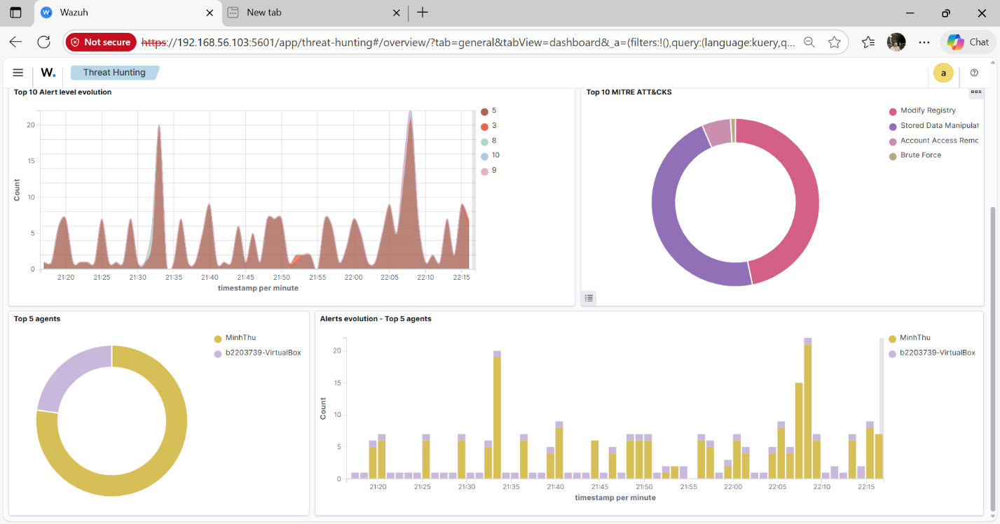 Wazuh
New tab
Not secure
https://192.168.56.103:5601/app/threat-hunting#/overview/?tab=general&tabView=dashboard&_a=(filters:!(),query:(language:kuery,q...
Chat
W.
Threat Hunting
a
Top 10 Alert level evolution
20
15
10
5
0
Count
21:20 21:25 21:30 21:35 21:40 21:45 21:50 21:55 22:00 22:05 22:10 22:15
timestamp per minute
5
3
8
10
9
Top 10 MITRE ATT&CKS
Modify Registry
Stored Data Manipulat
Account Access Remo
Brute Force
Top 5 agents
MinhThu
b2203739-VirtualBox
Alerts evolution - Top 5 agents
20
15
10
5
0
Count
21:20 21:25 21:30 21:35 21:40 21:45 21:50 21:55 22:00 22:05 22:10 22:15
timestamp per minute
MinhThu
b2203739-VirtualBox